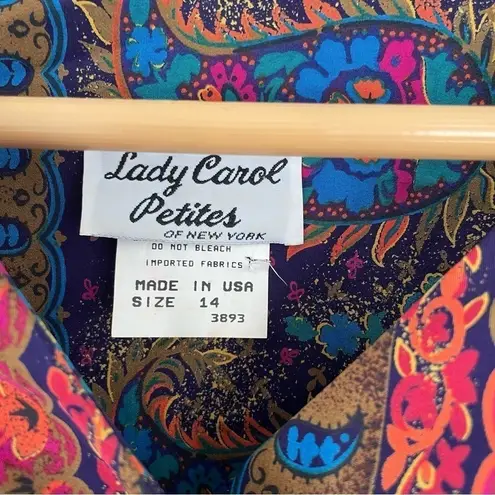 Lady Carol
Petites
OF NEW YORK
DO NOT BLEACH
IMPORTED FABRICS
MADE IN USA
SIZE 14
3893